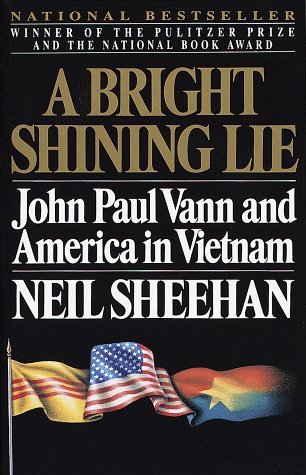 NATIONAL BESTSELLER
WINNER OF THE PULITZER PRIZE
AND THE NATIONAL BOOK AWARD
A BRIGHT
SHINING LIE
John Paul Vann and
America in Vietnam
NEIL SHEEHAN